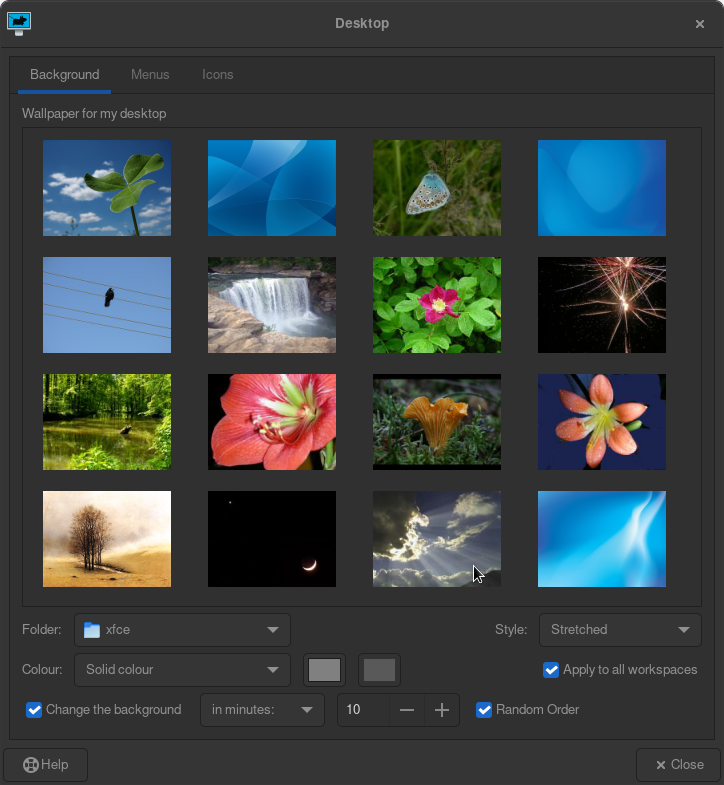 Desktop
Background Menus Icons
Wallpaper for my desktop
Folder: xfce Style: Stretched
Colour: Solid colour Apply to all workspaces
Change the background in minutes: 10 Random Order
Help Close